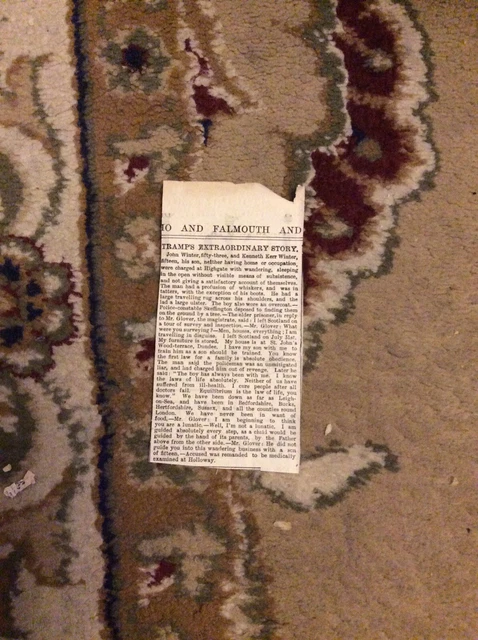 O AND FALMOUTH AND
TRAMP'S EXTRAORDINARY STORY.
John Winter, fifty-three, and Kenneth Kerr Winter,
fifteen, his son, neither having home or occupation,
were charged at Highgate with wandering, sleeping
in the open without visible means of subsistence,
and not giving a satisfactory account of themselves.
The man had a profusion of whiskers, and was in
tatters, with the exception of his boots. He had a
large travelling rug across his shoulders, and the
lad a large sister. The boy also wore an overcoat.—
Police-constable Saffington deposed to finding them
on the ground by a tree.—The elder prisoner, in reply
to Mr. Glover, the magistrate, said: I left Scotland on
a tour of survey and inspection.—Mr. Glover: What
were you surveying?—Men, houses, everything; I am
travelling in disguise. I left Scotland on July 31st.
My furniture is stored. My house is at St. John's
Wood-terrace, Dundee. I have my son with me to
train him as a son should be trained. You know
the first law for a family is absolute obedience.
The man said the policeman was an unmitigated
liar, and had charged him out of revenge. Later he
said: "The boy has always been with me. I know
the laws of life absolutely. Neither of us have
suffered from ill-health. I cure people after all
doctors fail. Equilibrium is the law of life, you
know." We have been down as far as Leigh-
on-Sea, and have been in Bedfordshire, Bucks,
Hertfordshire, Sussex, and all the counties round
London. We have never been in want of
food.—Mr. Glover: I am beginning to think
you are a lunatic.—Well, I'm not a lunatic. I am
guided absolutely every step, as a child would be
guided by the hand of its parents, by the Father
above from the other side.—Mr. Glover: He did not
guide you into this wandering business with a son
of fifteen.—Accused was remanded to be medically
examined at Holloway.